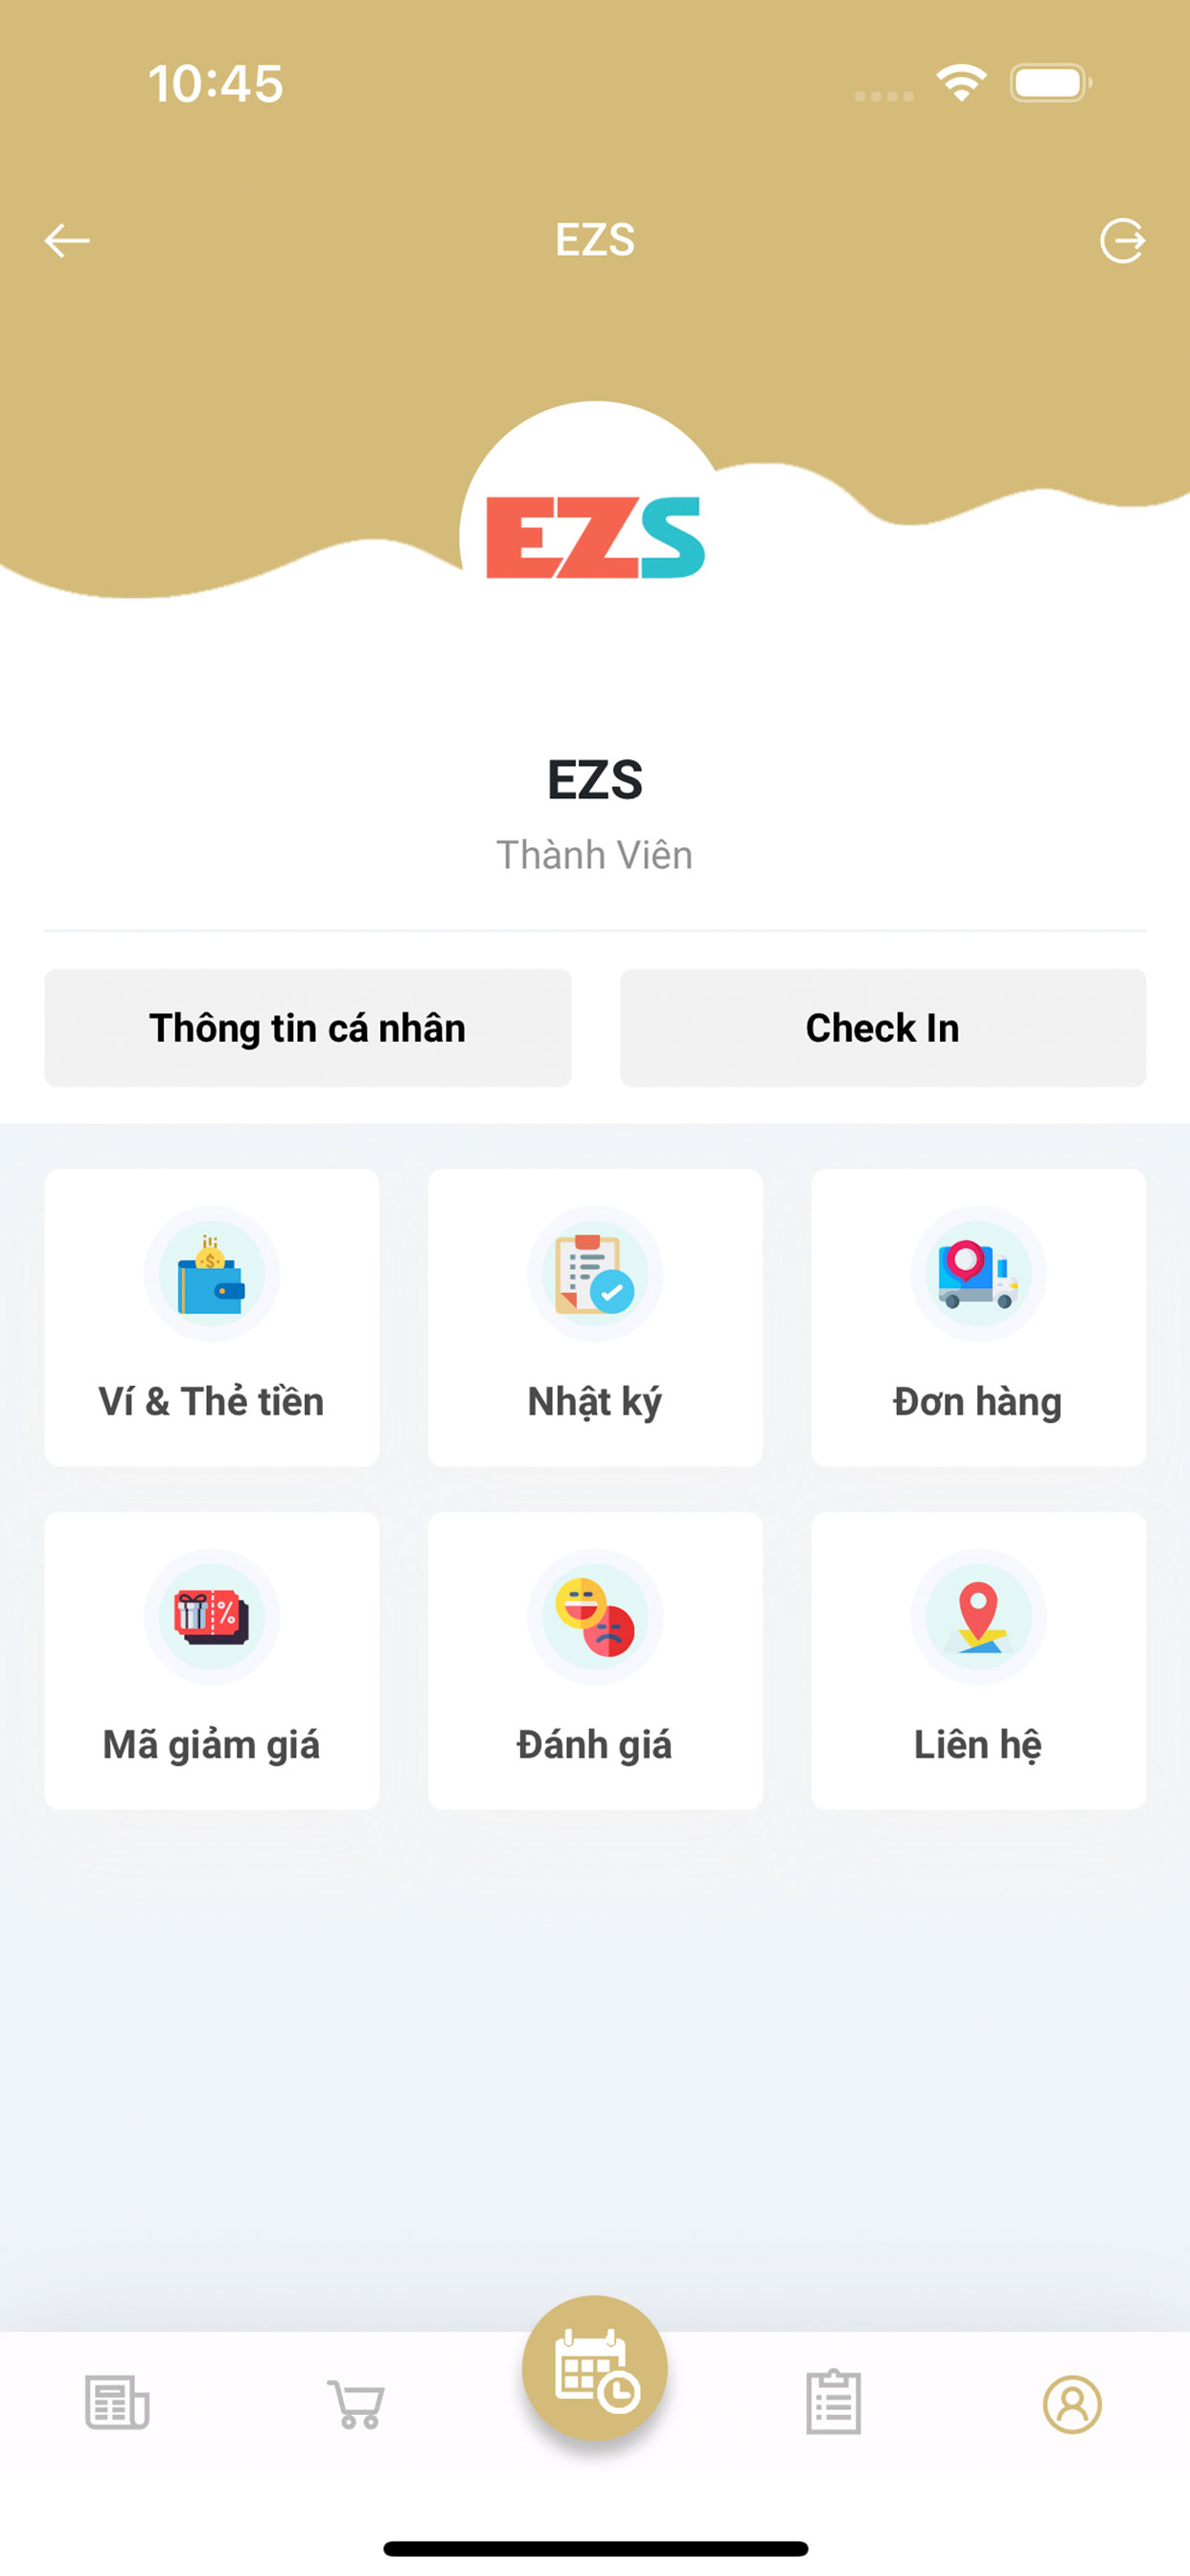 10:45
EZS
EZS
EZS
Thành Viên
Thông tin cá nhân
Check In
Ví & Thẻ tiền
Nhật ký
Đơn hàng
Mã giảm giá
Đánh giá
Liên hệ